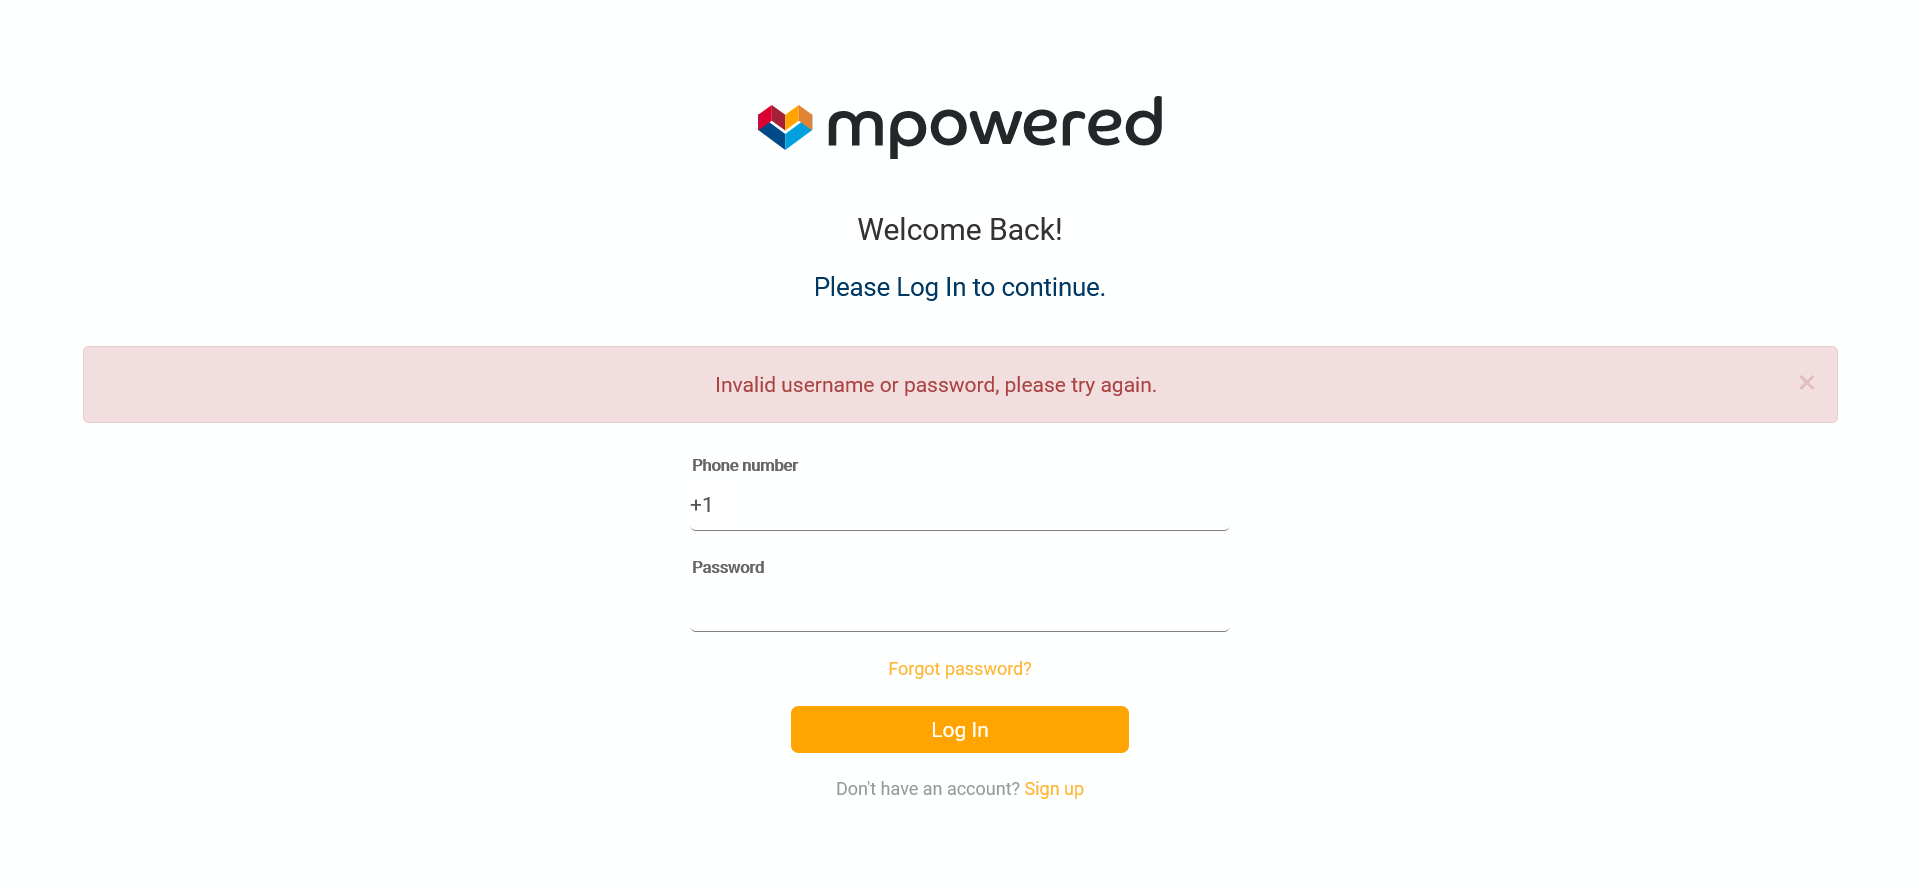 mpowered
Welcome Back!
Please Log In to continue.
Invalid username or password, please try again.
×
Phone number
+1
Password
Forgot password?
Log In
Don't have an account? Sign up